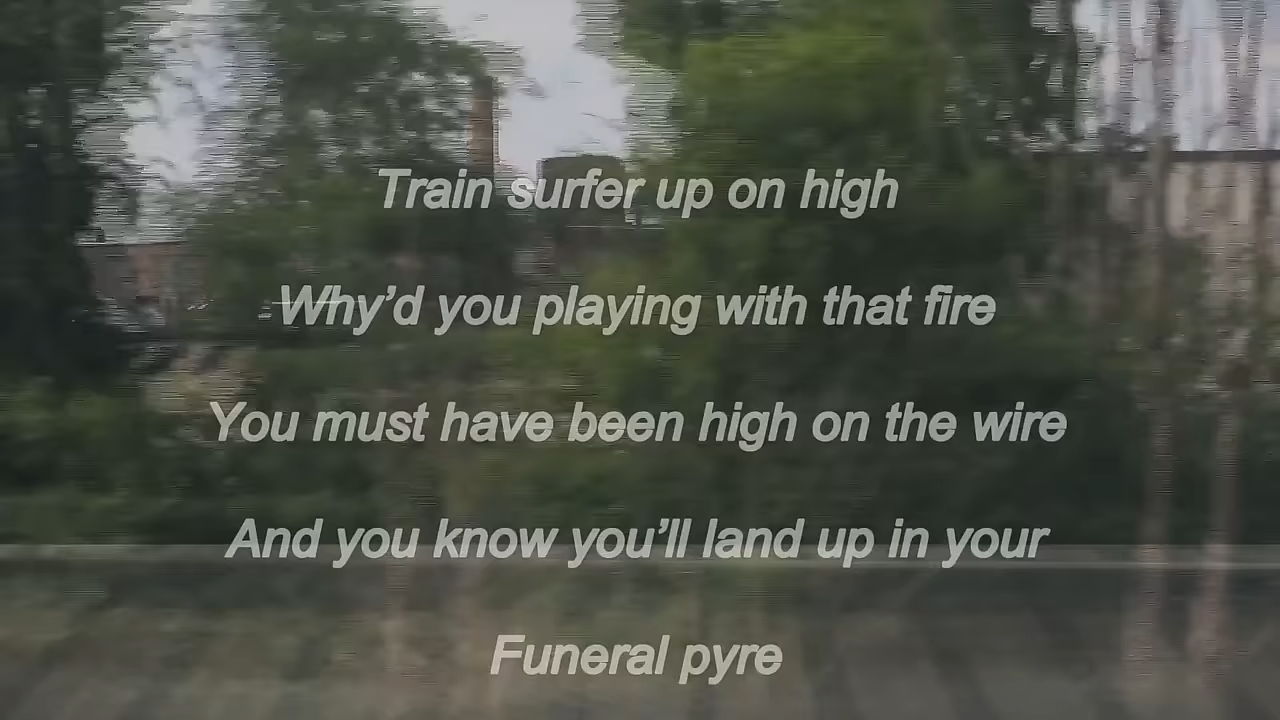 Train surfer up on high
Why’d you playing with that fire
You must have been high on the wire
And you know you’ll land up in your
Funeral pyre